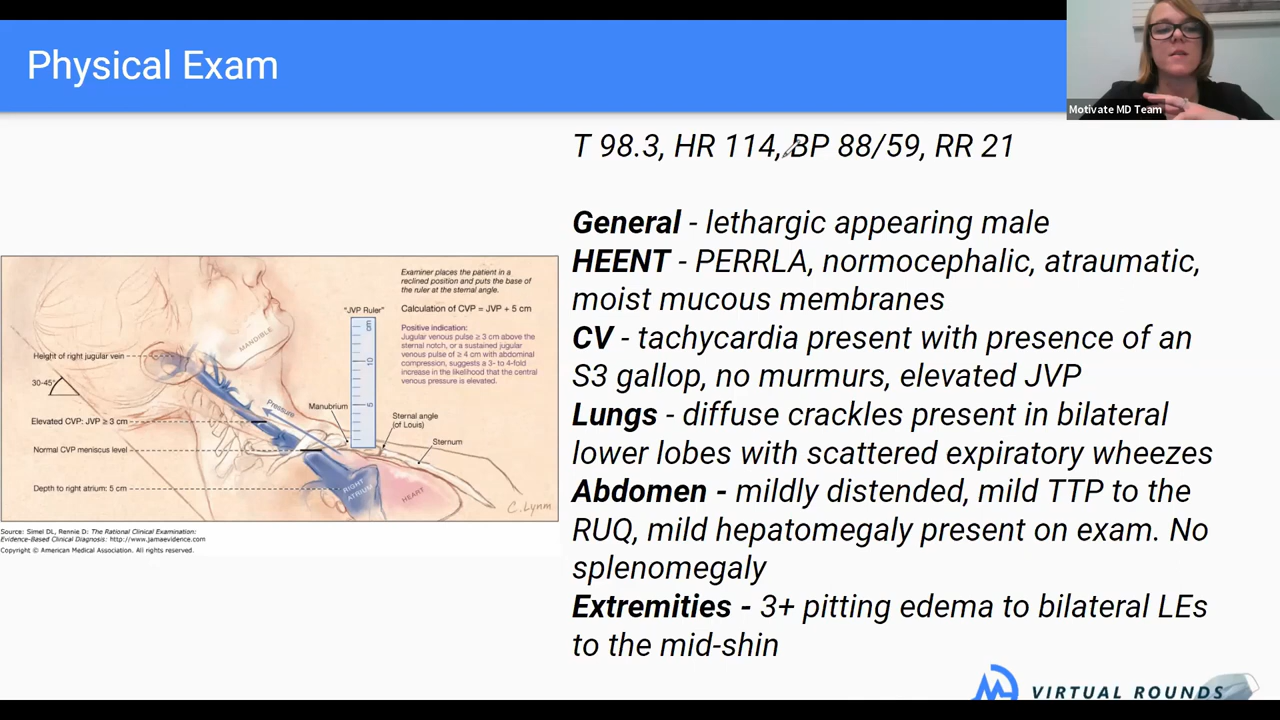 Physical Exam
Motivate MD Team
T 98.3, HR 114, BP 88/59, RR 21
General - lethargic appearing male
HEENT - PERRLA, normocephalic, atraumatic,
moist mucous membranes
CV - tachycardia present with presence of an
S3 gallop, no murmurs, elevated JVP
Lungs - diffuse crackles present in bilateral
lower lobes with scattered expiratory wheezes
Abdomen - mildly distended, mild TTP to the
RUQ, mild hepatomegaly present on exam. No
splenomegaly
Extremities - 3+ pitting edema to bilateral LEs
to the mid-shin
Examiner places the patient in a
reclined position and puts the base of
the ruler at the sternal angle.
Calculation of CVP = JVP + 5 cm
"JVP Ruler"
cm
10
5
Positive indication:
Jugular venous pulse ≥ 3 cm above the
sternal notch, or a sustained jugular
venous pulse of ≥ 4 cm with abdominal
compression, suggests a 3- to 4-fold
increase in the likelihood that the central
venous pressure is elevated.
MANDIBLE
Height of right jugular vein
30-45°
Pressure
Manubrium
Sternal angle
(of Louis)
Elevated CVP: JVP ≥ 3 cm
Sternum
Normal CVP meniscus level
Depth to right atrium: 5 cm
RIGHT
ATRIUM
HEART
C. Lynm
Source: Simel DL, Rennie D: The Rational Clinical Examination:
Evidence-Based Clinical Diagnosis: http://www.jamaevidence.com
Copyright © American Medical Association. All rights reserved.
VIRTUAL ROUNDS